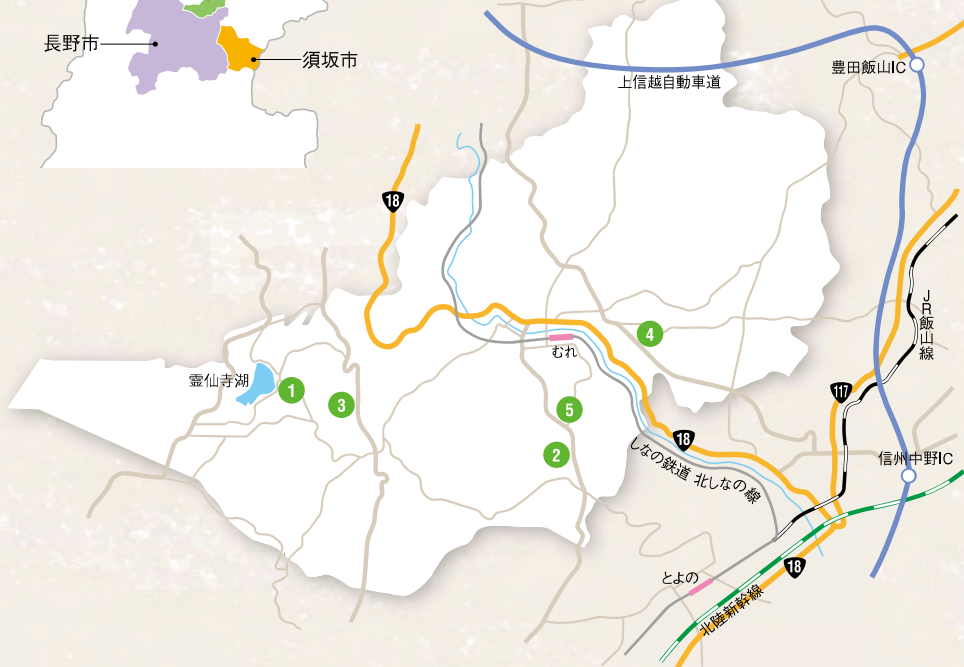 長野市
須坂市
上信越自動車道
豊田飯山IC
18
JR飯山線
4
むれ
霊仙寺湖
1
3
5
117
2
18
しなの鉄道 北しなの線
信州中野IC
18
とよの
北陸新幹線